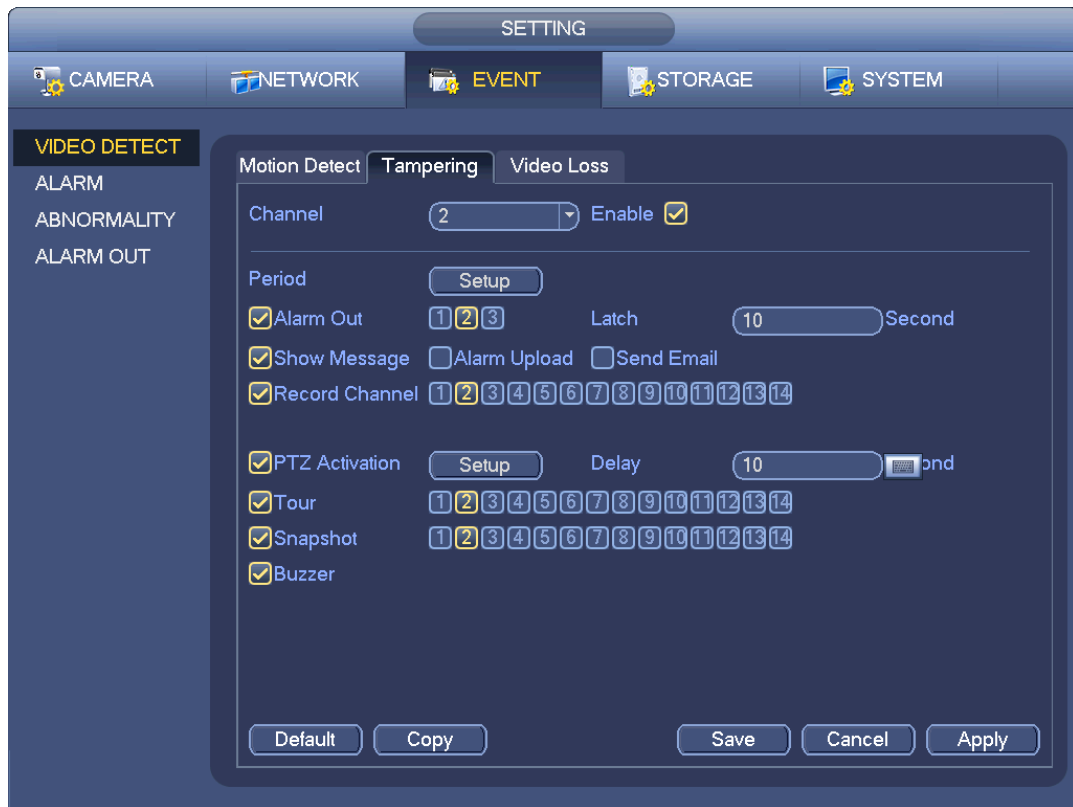 SETTING
CAMERA NETWORK EVENT STORAGE SYSTEM
VIDEO DETECT
ALARM
ABNORMALITY
ALARM OUT
Motion Detect Tampering Video Loss
Channel 2 Enable
Period Setup
Alarm Out 1 2 3 Latch 10 Second
Show Message Alarm Upload Send Email
Record Channel 1 2 3 4 5 6 7 8 9 10 11 12 13 14
PTZ Activation Setup Delay 10 ond
Tour 1 2 3 4 5 6 7 8 9 10 11 12 13 14
Snapshot 1 2 3 4 5 6 7 8 9 10 11 12 13 14
Buzzer
Default Copy Save Cancel Apply